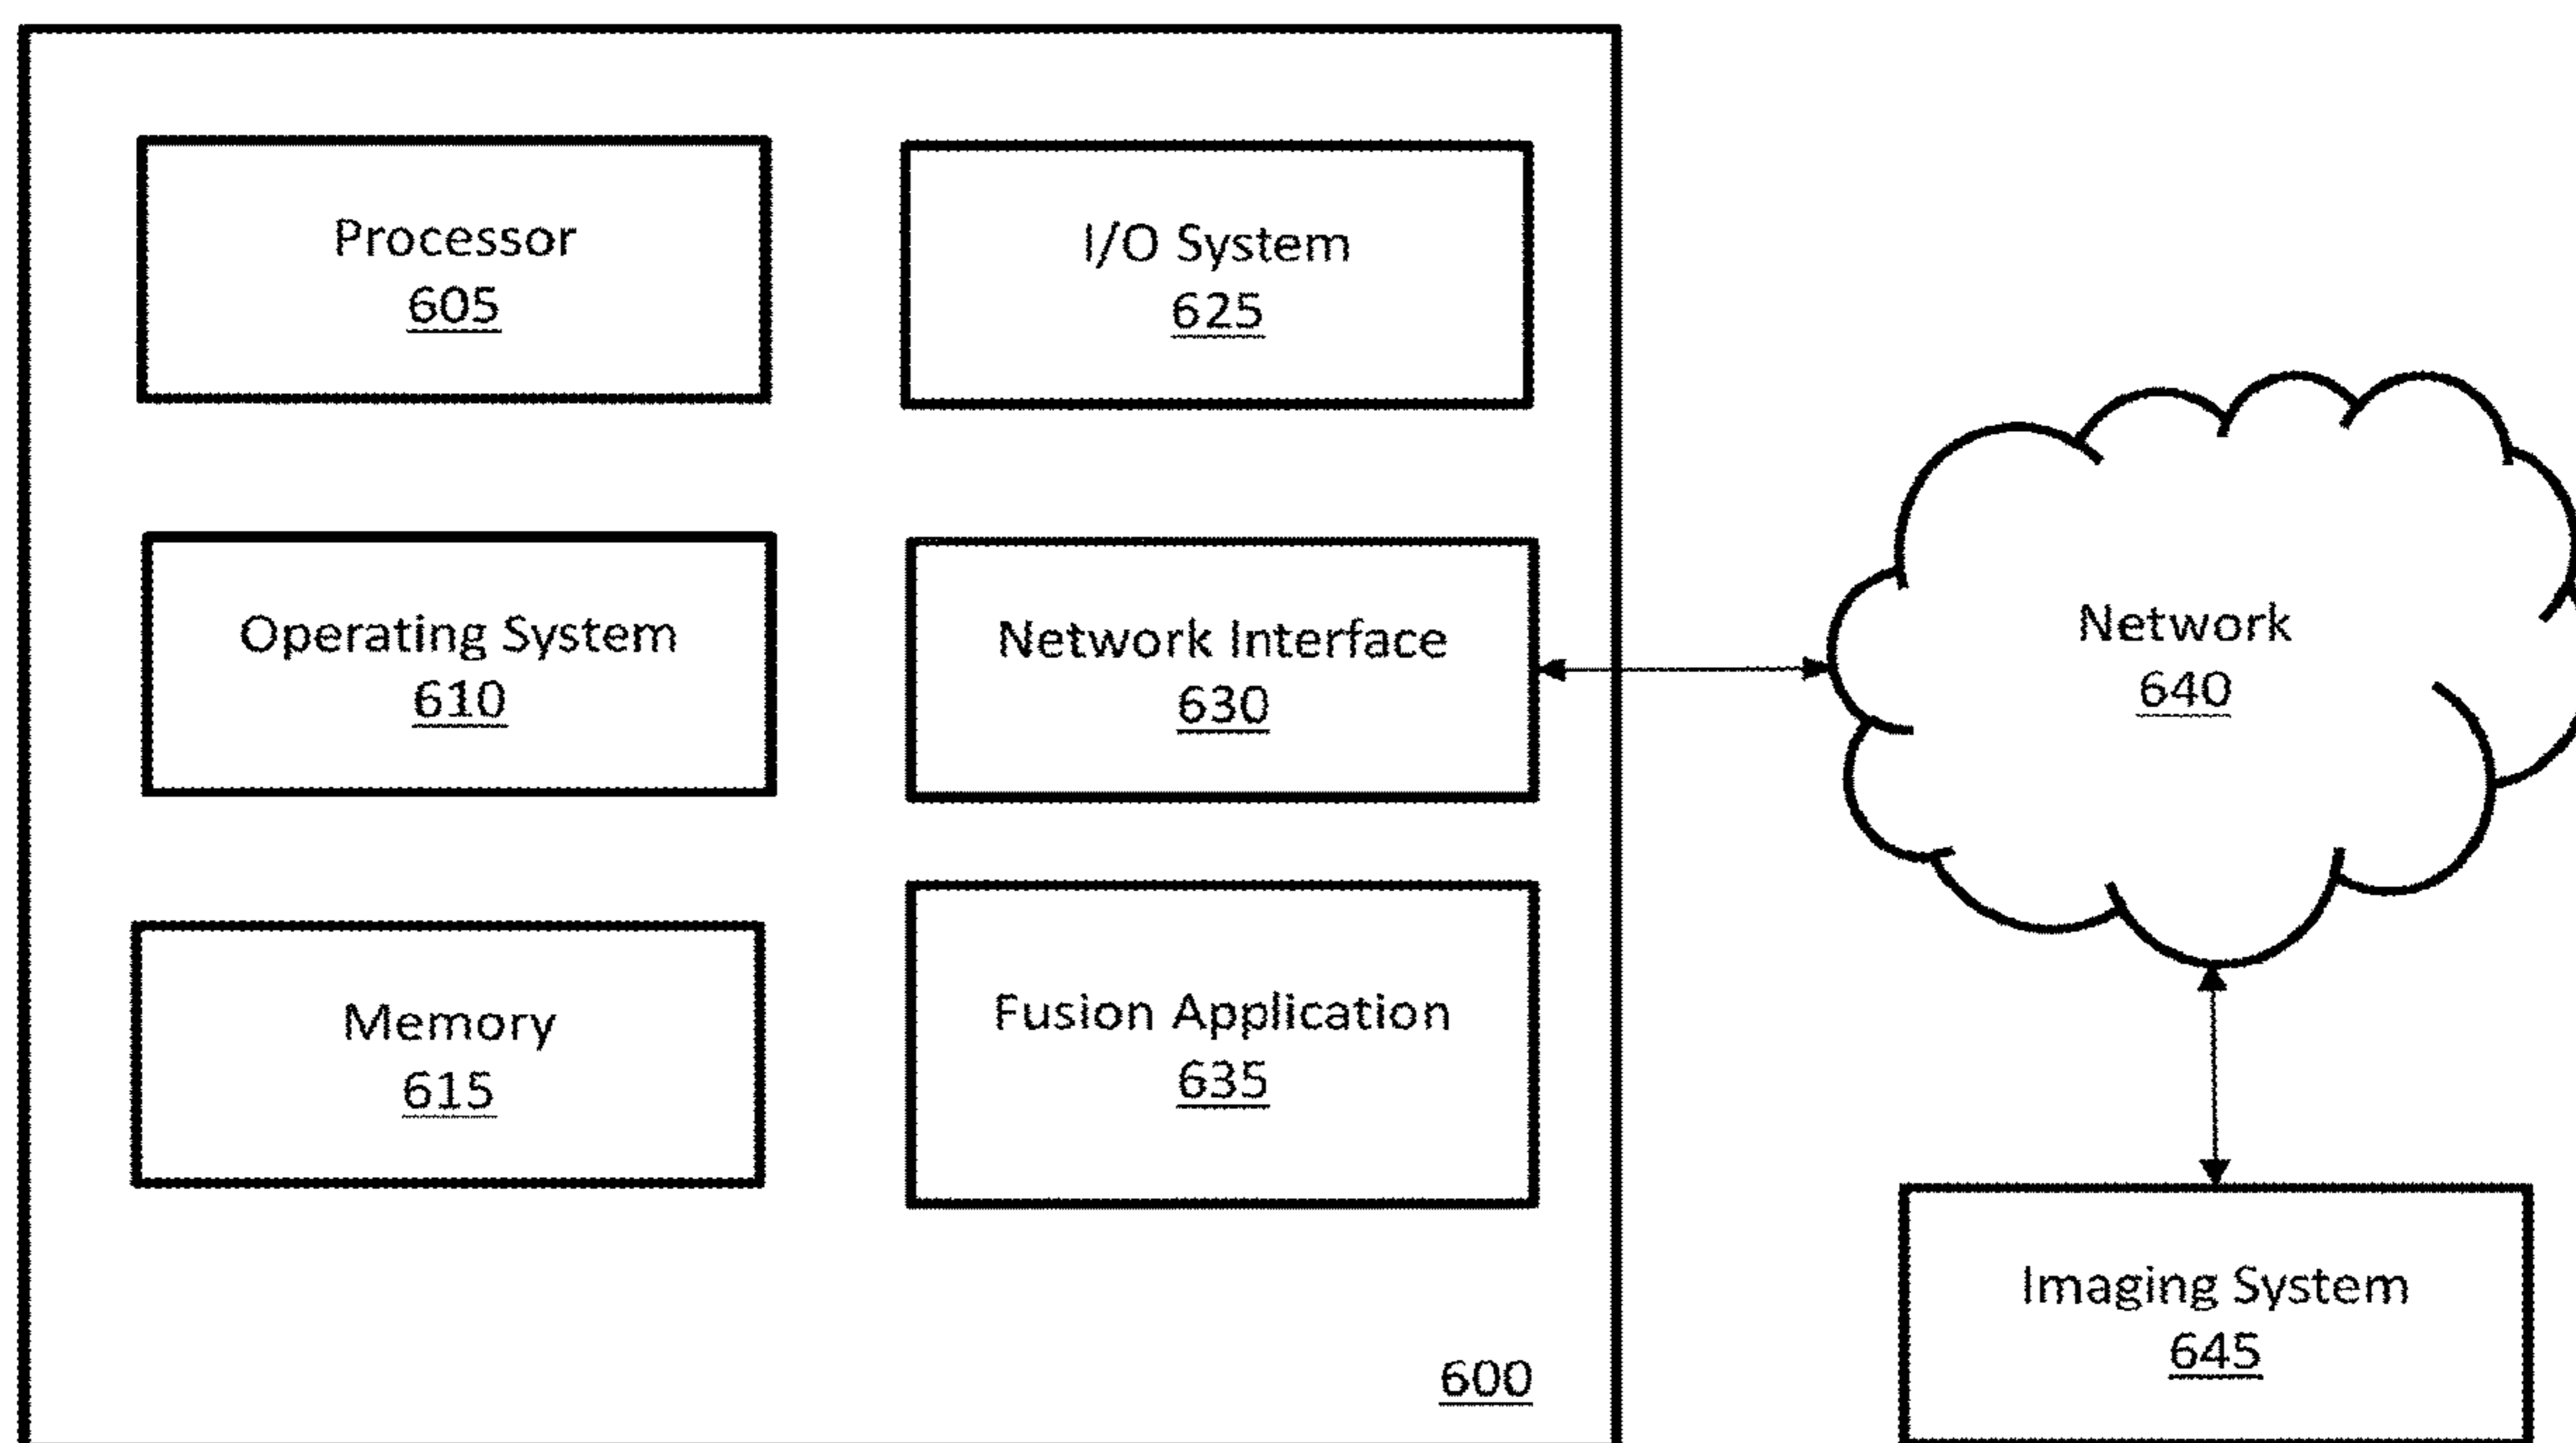 Processor
605
I/O System
625
Operating System
610
Network Interface
630
Network
640
Memory
615
Fusion Application
635
Imaging System
645
600